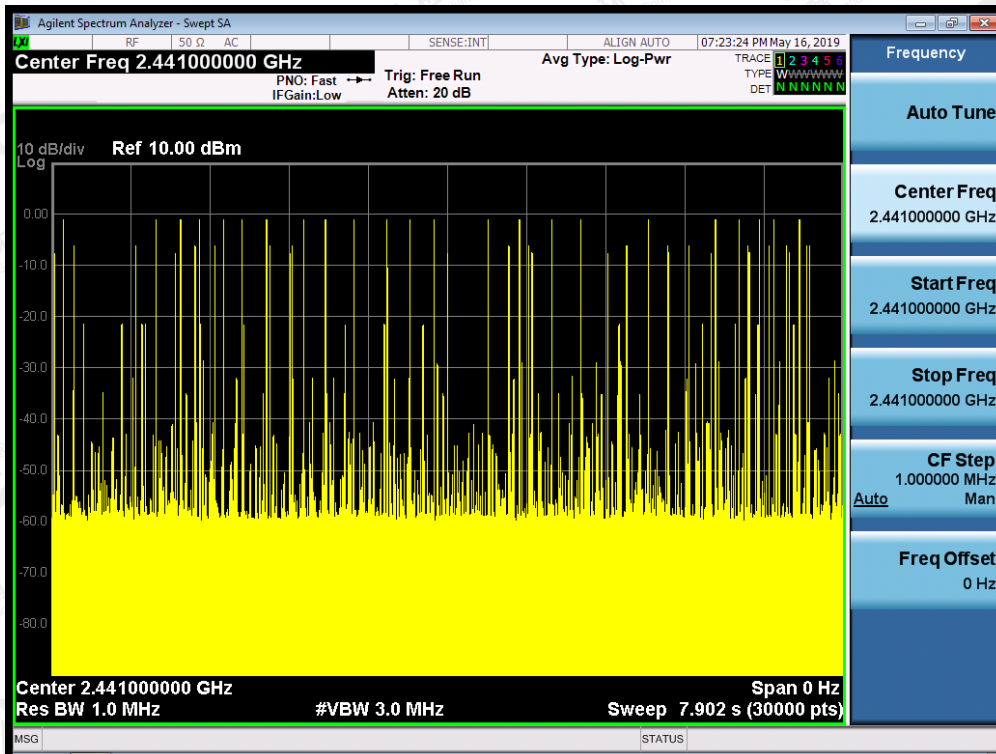 Agilent Spectrum Analyzer - Swept SA
LXI RF 50 Ω AC SENSE:INT ALIGN AUTO 07:23:24 PM May 16, 2019
Center Freq 2.441000000 GHz
PNO: Fast
IFGain:Low
Trig: Free Run
Atten: 20 dB
Avg Type: Log-Pwr
TRACE 1 2 3 4 5 6
TYPE WWWWWW
DET N N N N N N
10 dB/div Ref 10.00 dBm
Log
0.00
-10.0
-20.0
-30.0
-40.0
-50.0
-60.0
-70.0
-80.0
Center 2.441000000 GHz Span 0 Hz
Res BW 1.0 MHz #VBW 3.0 MHz Sweep 7.902 s (30000 pts)
MSG STATUS
Frequency
Auto Tune
Center Freq
2.441000000 GHz
Start Freq
2.441000000 GHz
Stop Freq
2.441000000 GHz
CF Step
1.000000 MHz
Auto Man
Freq Offset
0 Hz